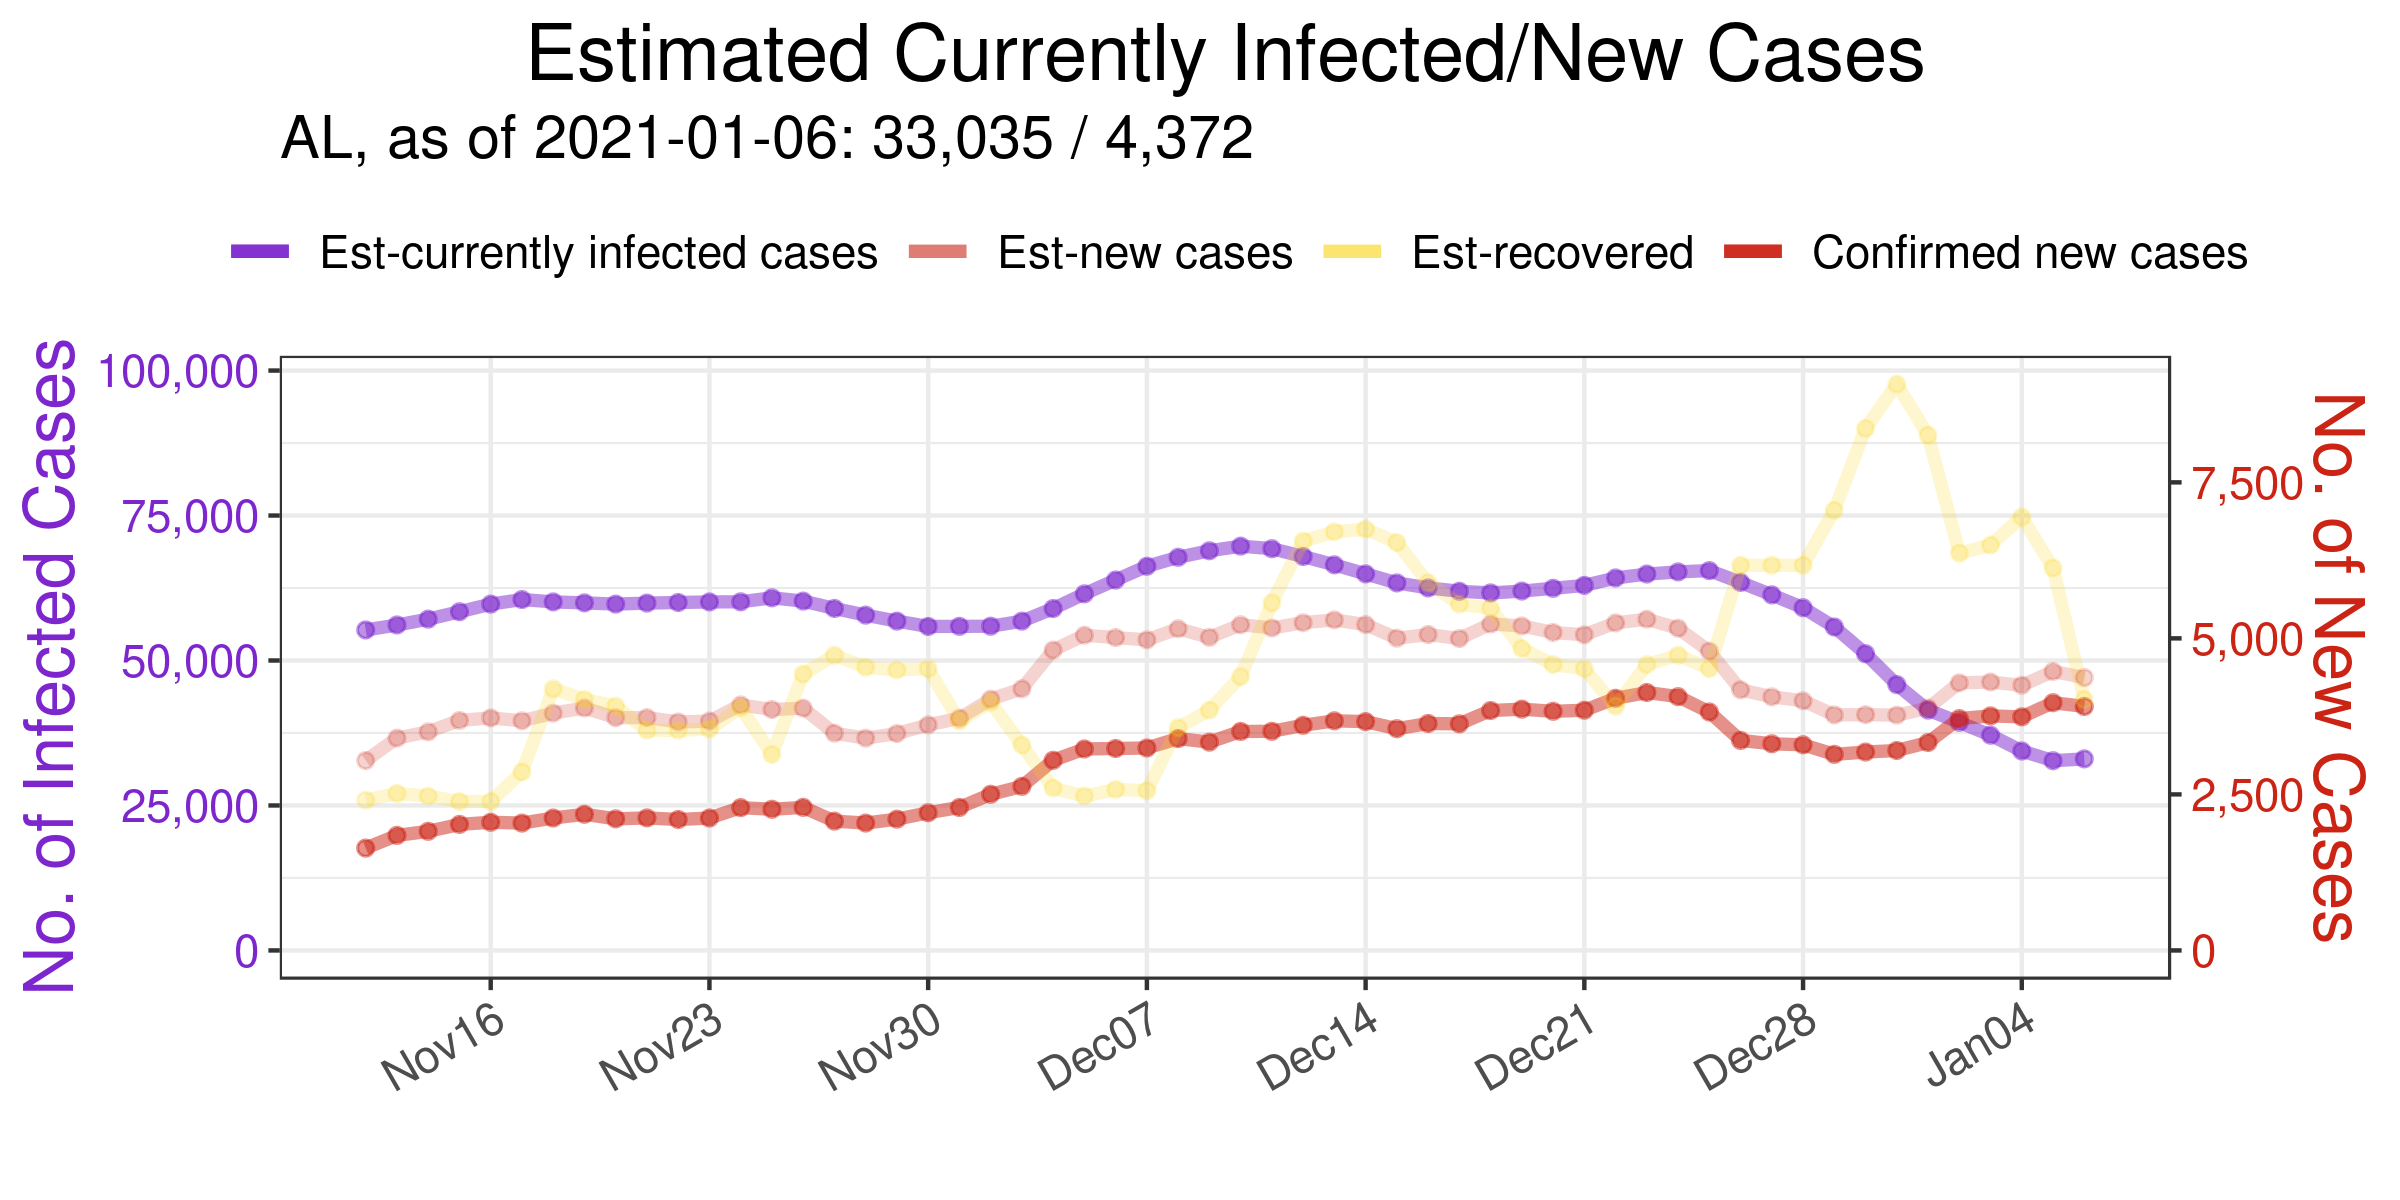 Estimated Currently Infected/New Cases
AL, as of 2021-01-06: 33,035 / 4,372
Est-currently infected cases Est-new cases Est-recovered Confirmed new cases
No. of Infected Cases
100,000
75,000
50,000
25,000
0
7,500
5,000
2,500
0
No. of New Cases
Nov16 Nov23 Nov30 Dec07 Dec14 Dec21 Dec28 Jan04